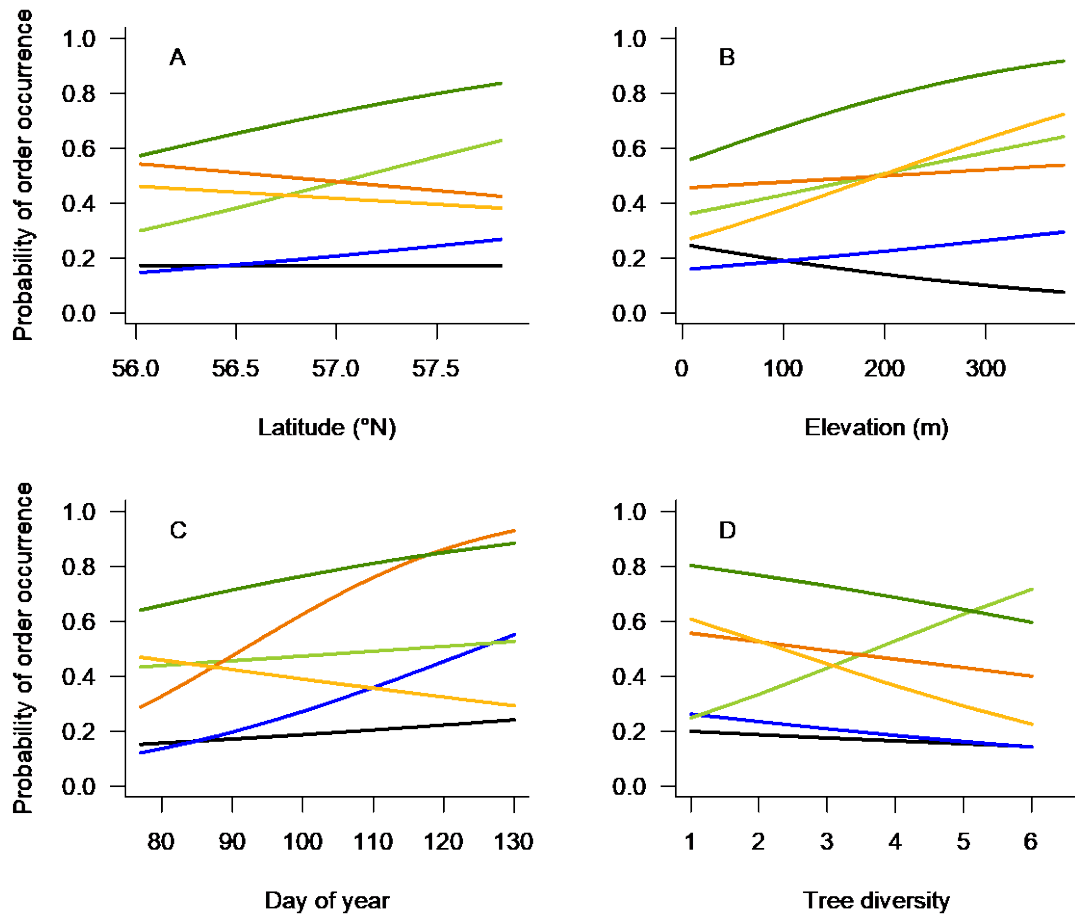 Probability of order occurrence
1.0
0.8
0.6
0.4
0.2
0.0
A
56.0 56.5 57.0 57.5
Latitude (°N)
1.0
0.8
0.6
0.4
0.2
0.0
B
0 100 200 300
Elevation (m)
Probability of order occurrence
1.0
0.8
0.6
0.4
0.2
0.0
C
80 90 100 110 120 130
Day of year
1.0
0.8
0.6
0.4
0.2
0.0
D
1 2 3 4 5 6
Tree diversity